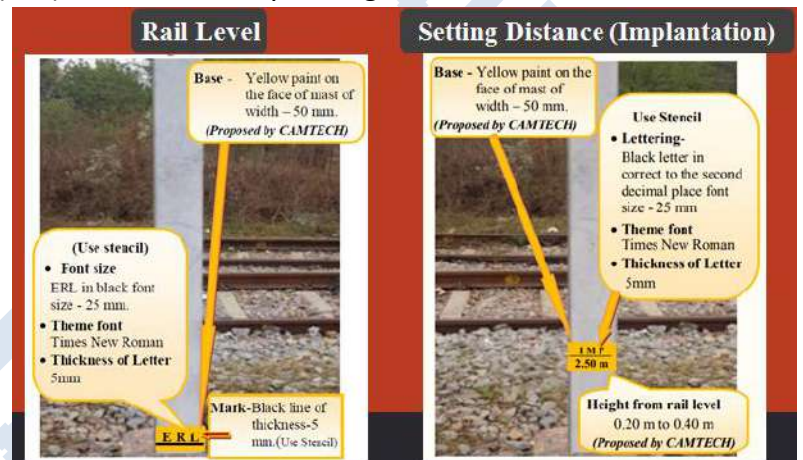 Rail Level
Base - Yellow paint on
the face of mast of
width – 50 mm.
(Proposed by CAMTECH)
(Use stencil)
• Font size
ERL in black font
size - 25 mm.
• Theme font
Times New Roman
• Thickness of Letter
5mm
E R L
Mark-Black line of
thickness-5
mm.(Use Stencil)
Setting Distance (Implantation)
Base - Yellow paint on the
face of mast of
width – 50 mm.
(Proposed by CAMTECH)
Use Stencil
• Lettering-
Black letter in
correct to the second
decimal place font
size - 25 mm
• Theme font
Times New Roman
• Thickness of Letter
5mm
I M P
2.50 m
Height from rail level
0.20 m to 0.40 m
(Proposed by CAMTECH)